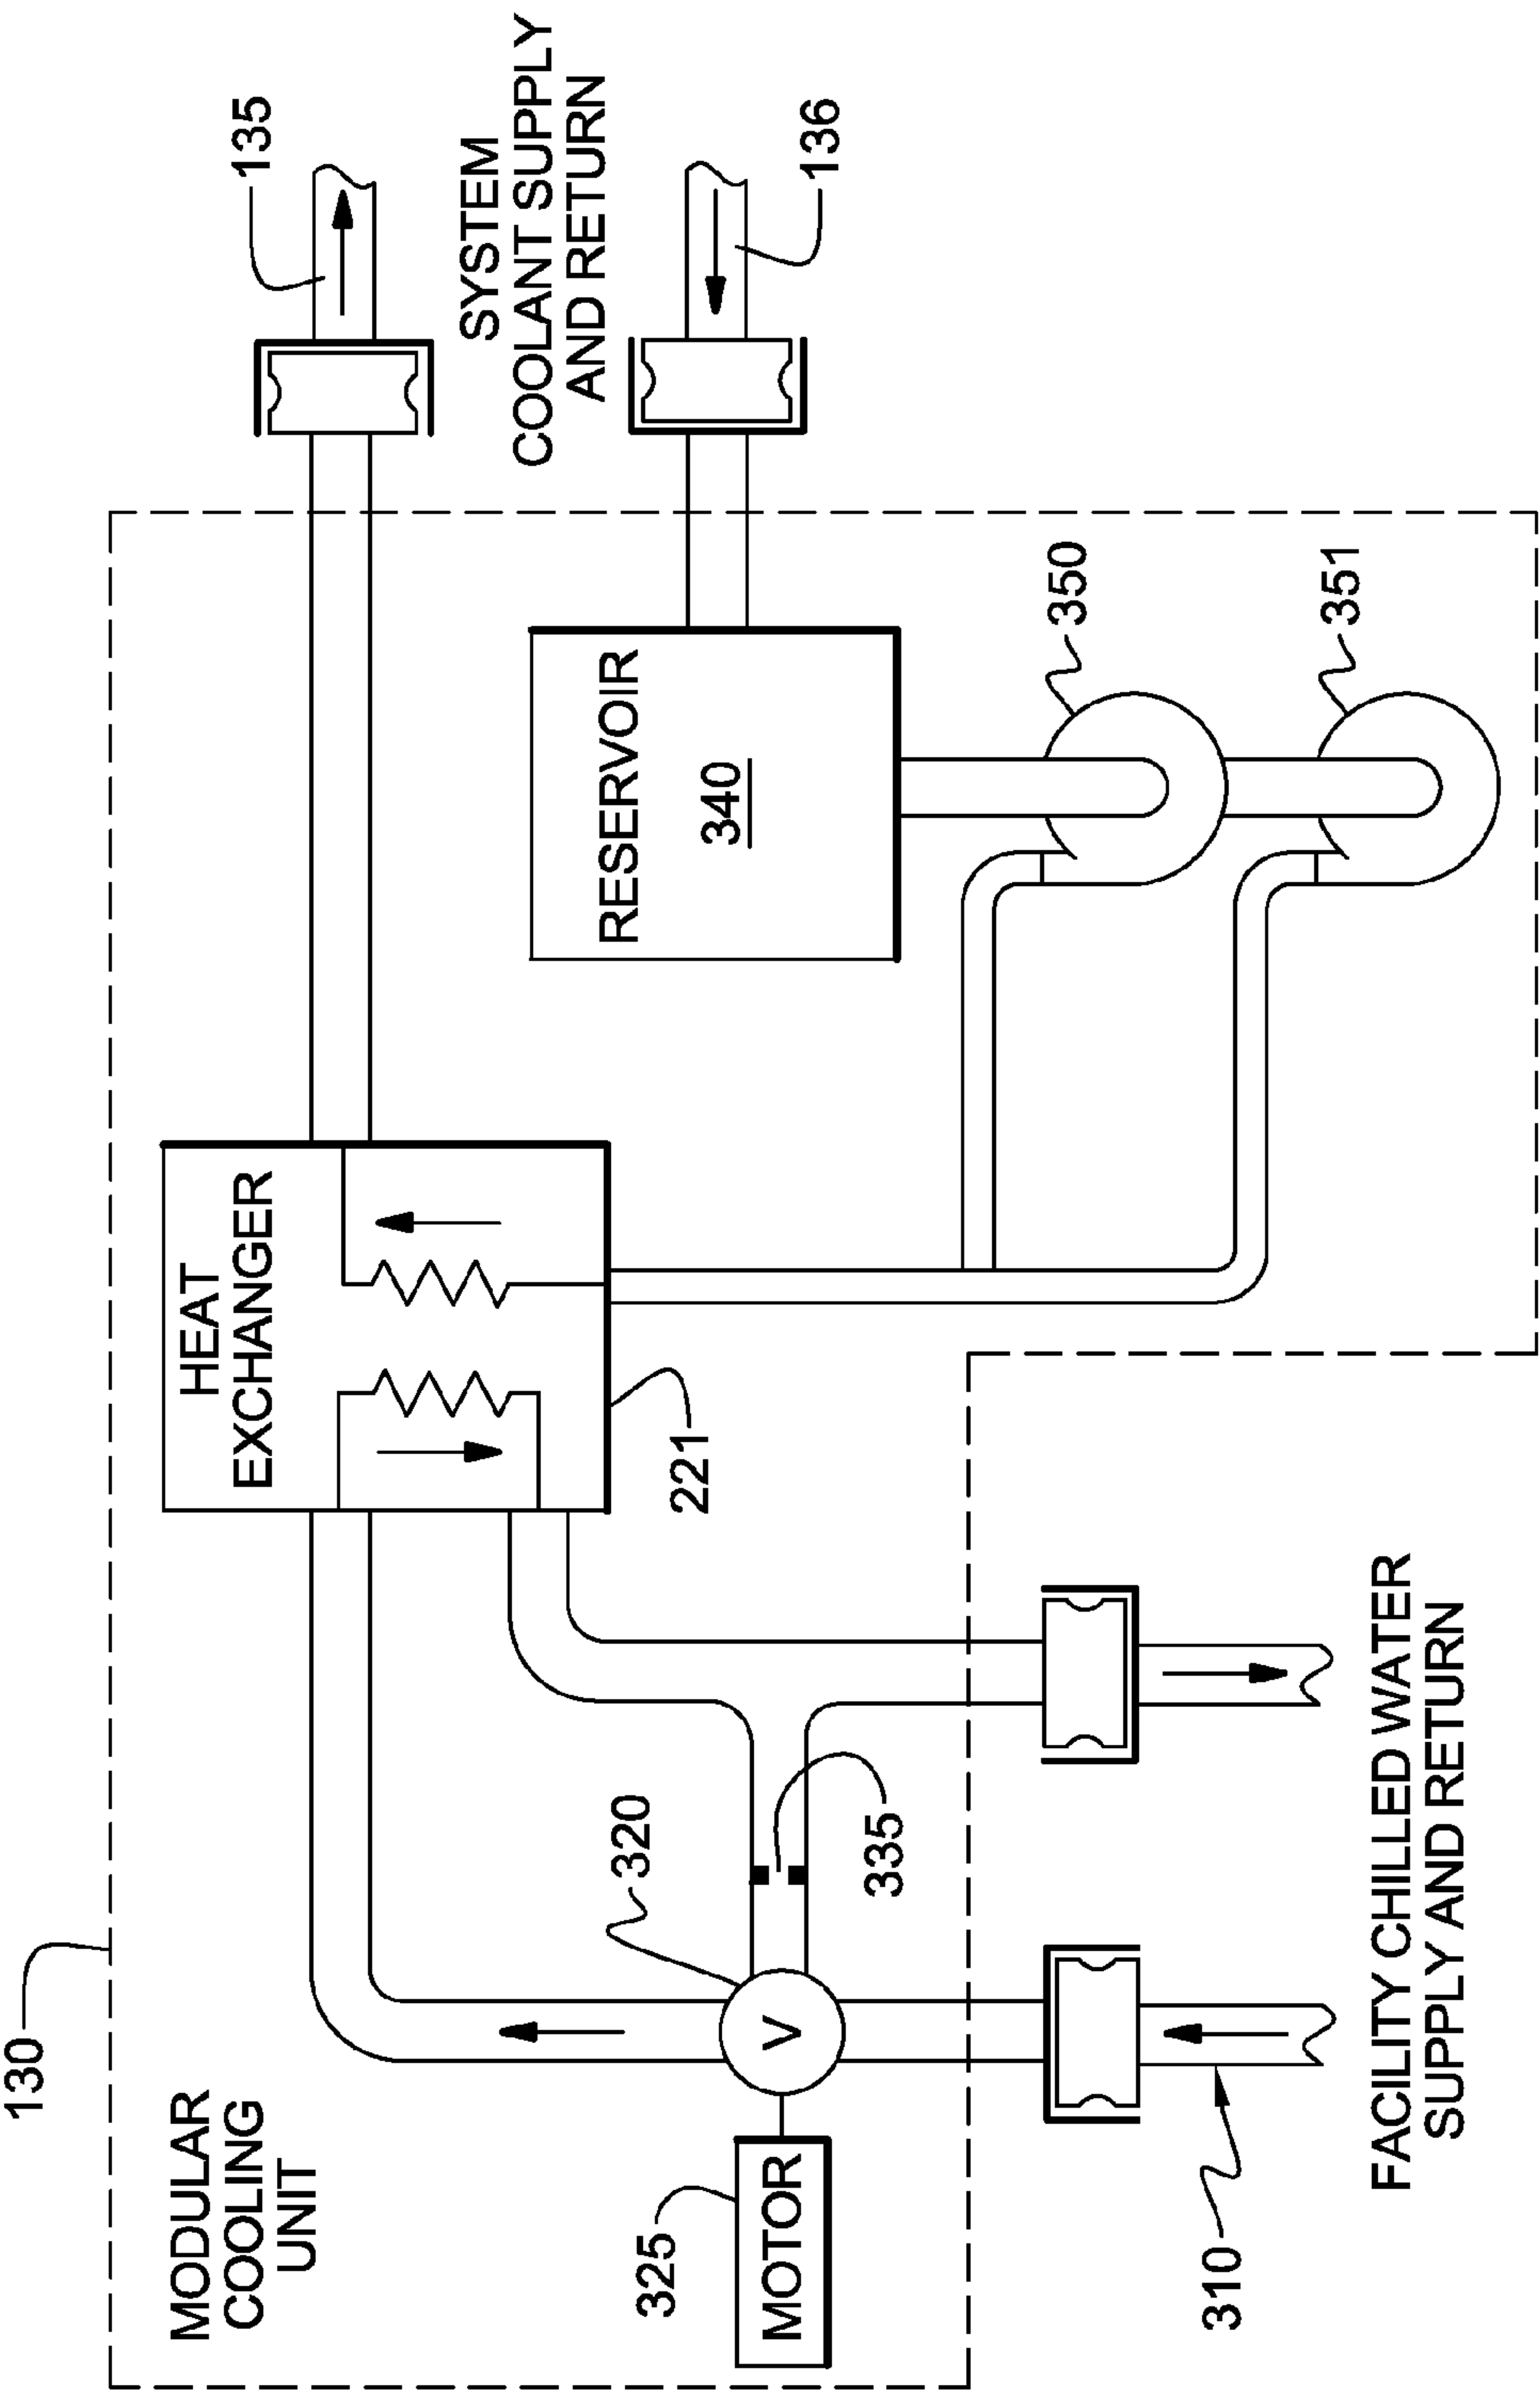 130
MODULAR
COOLING
UNIT
HEAT
EXCHANGER
135
SYSTEM
COOLANT SUPPLY
AND RETURN
136
RESERVOIR
340
350
351
221
320
335
325
MOTOR
V
310
FACILITY CHILLED WATER
SUPPLY AND RETURN